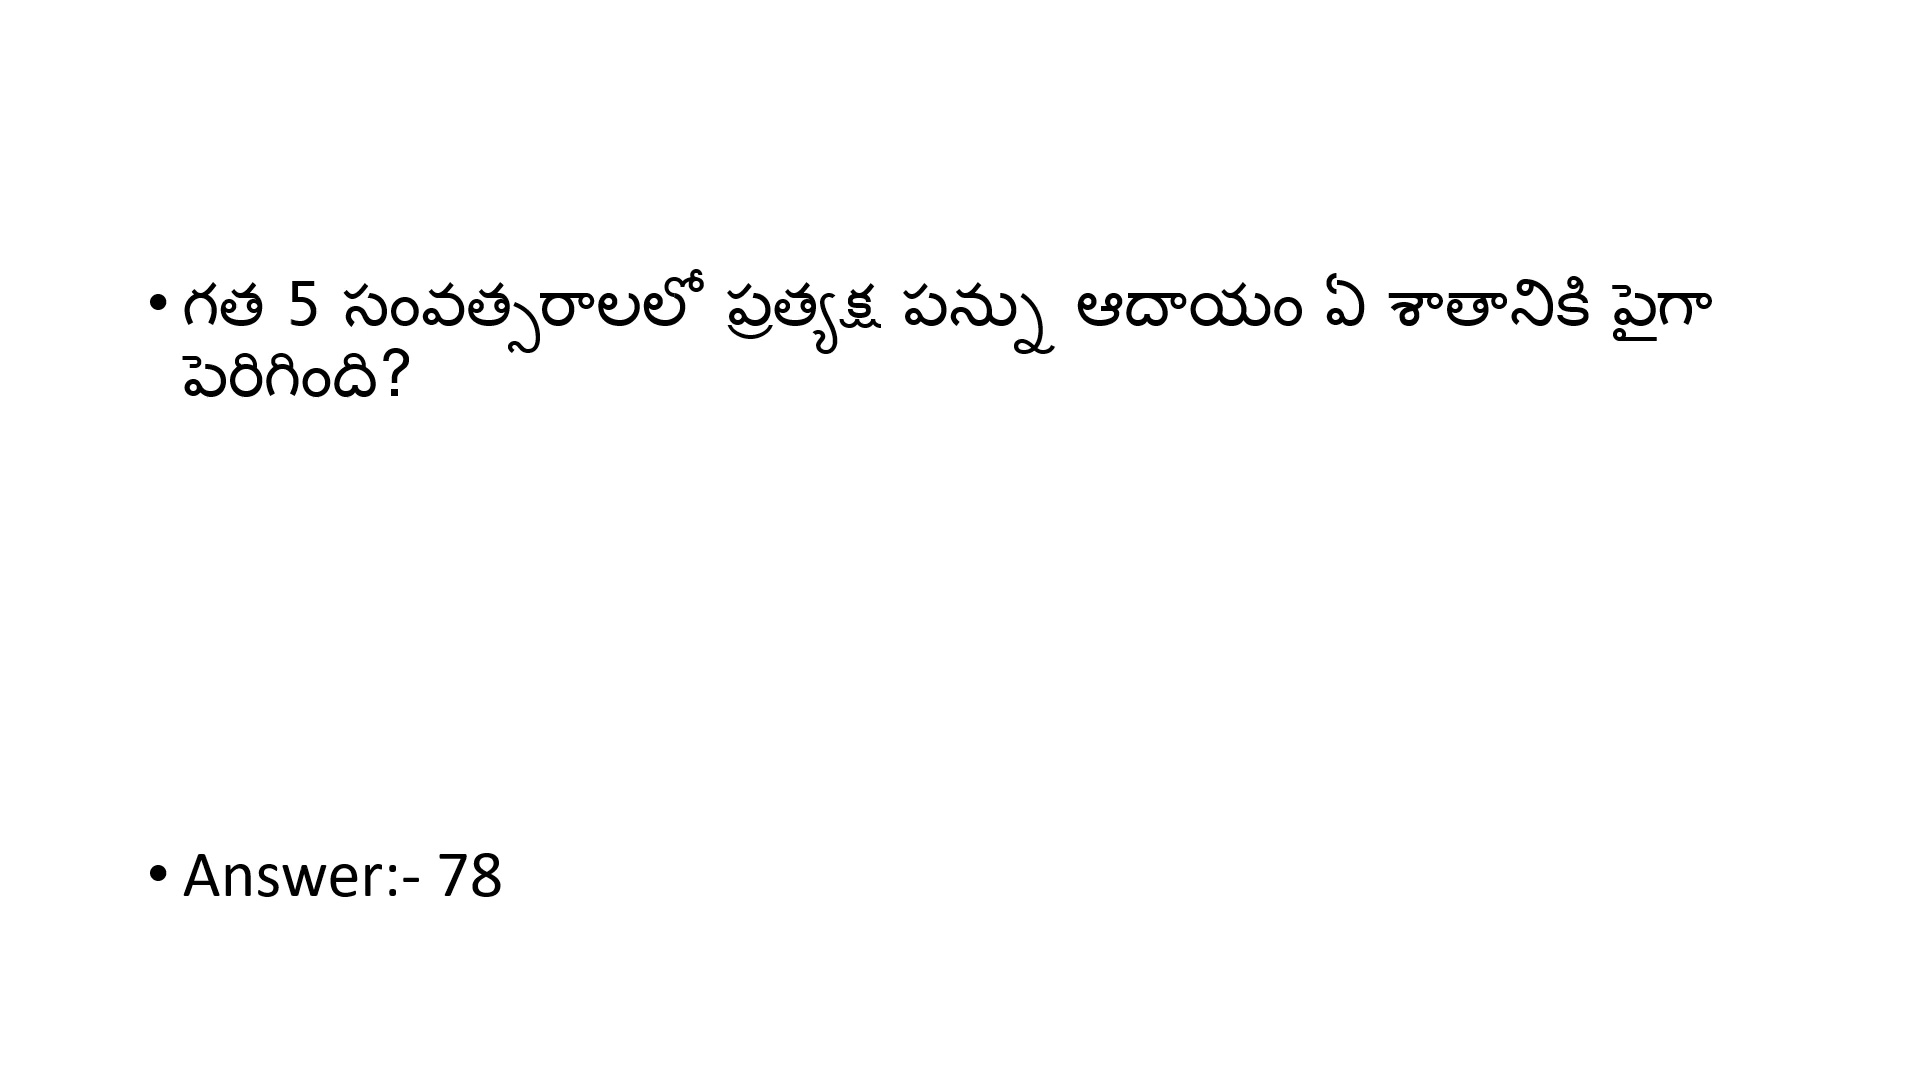 • గత 5 సంవత్సరాలలో ప్రత్యక్ష పన్ను ఆదాయం ఏ శాతానికి పైగా
పెరిగింది?
• Answer:- 78